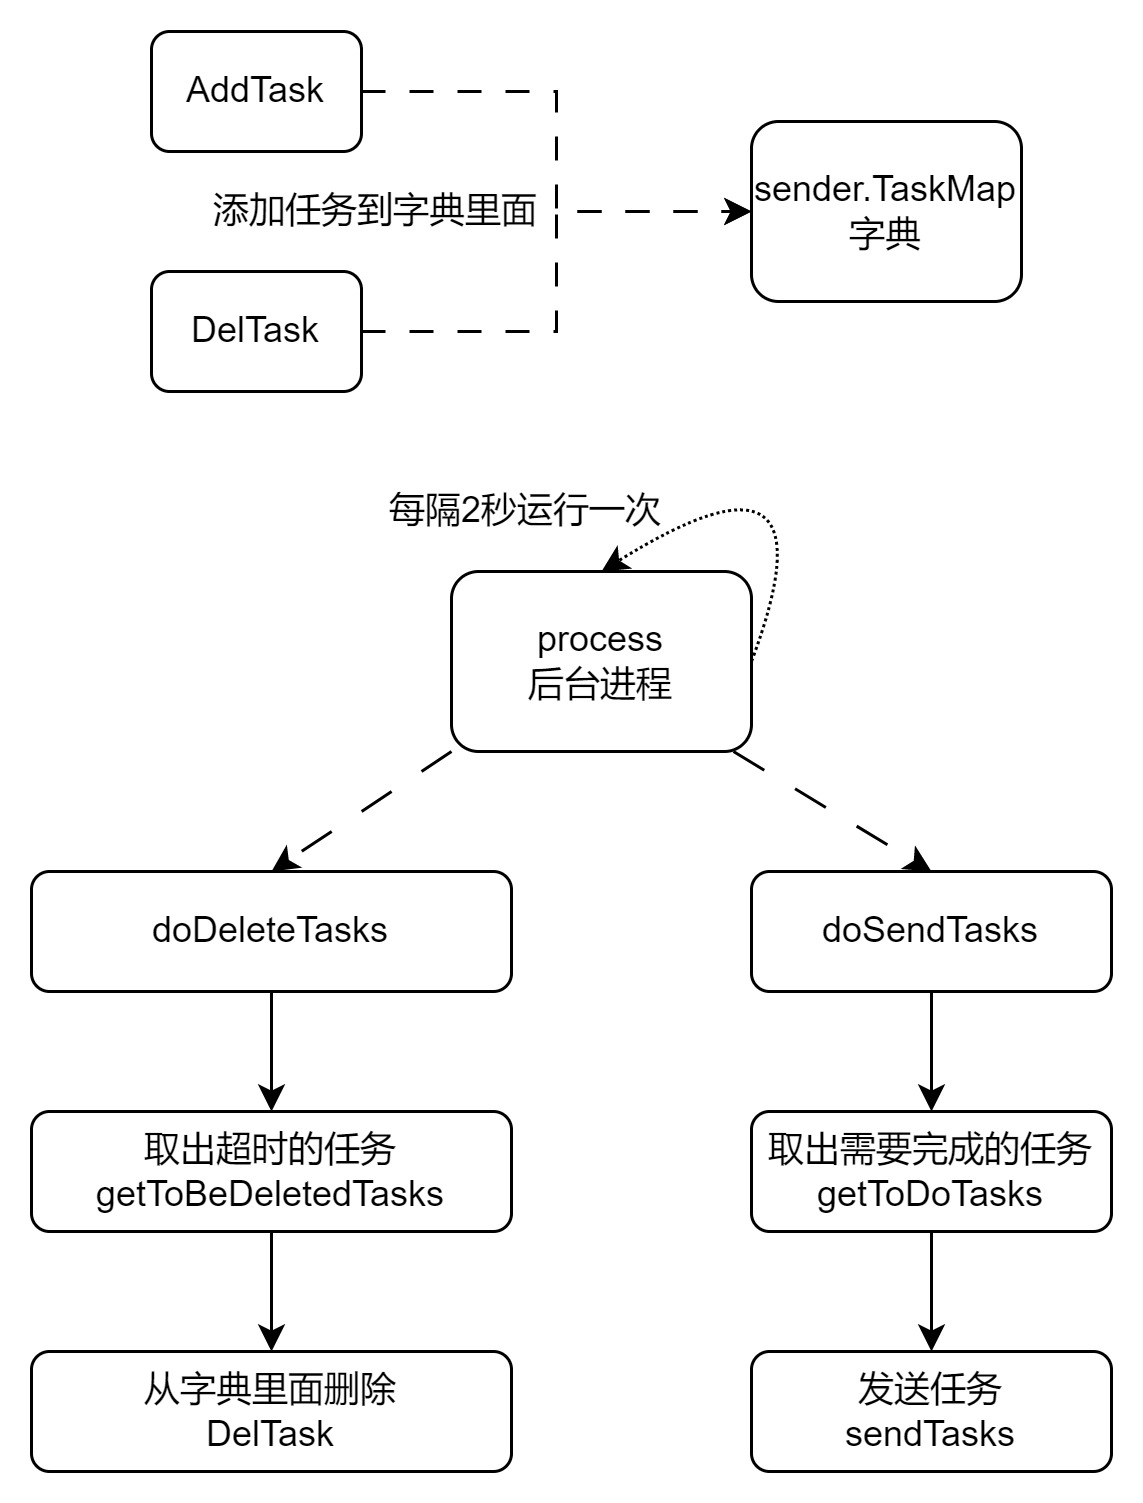 AddTask
添加任务到字典里面
sender.TaskMap
字典
DelTask
每隔2秒运行一次
process
后台进程
doDeleteTasks
doSendTasks
取出超时的任务
getToBeDeletedTasks
取出需要完成的任务
getToDoTasks
从字典里面删除
DelTask
发送任务
sendTasks